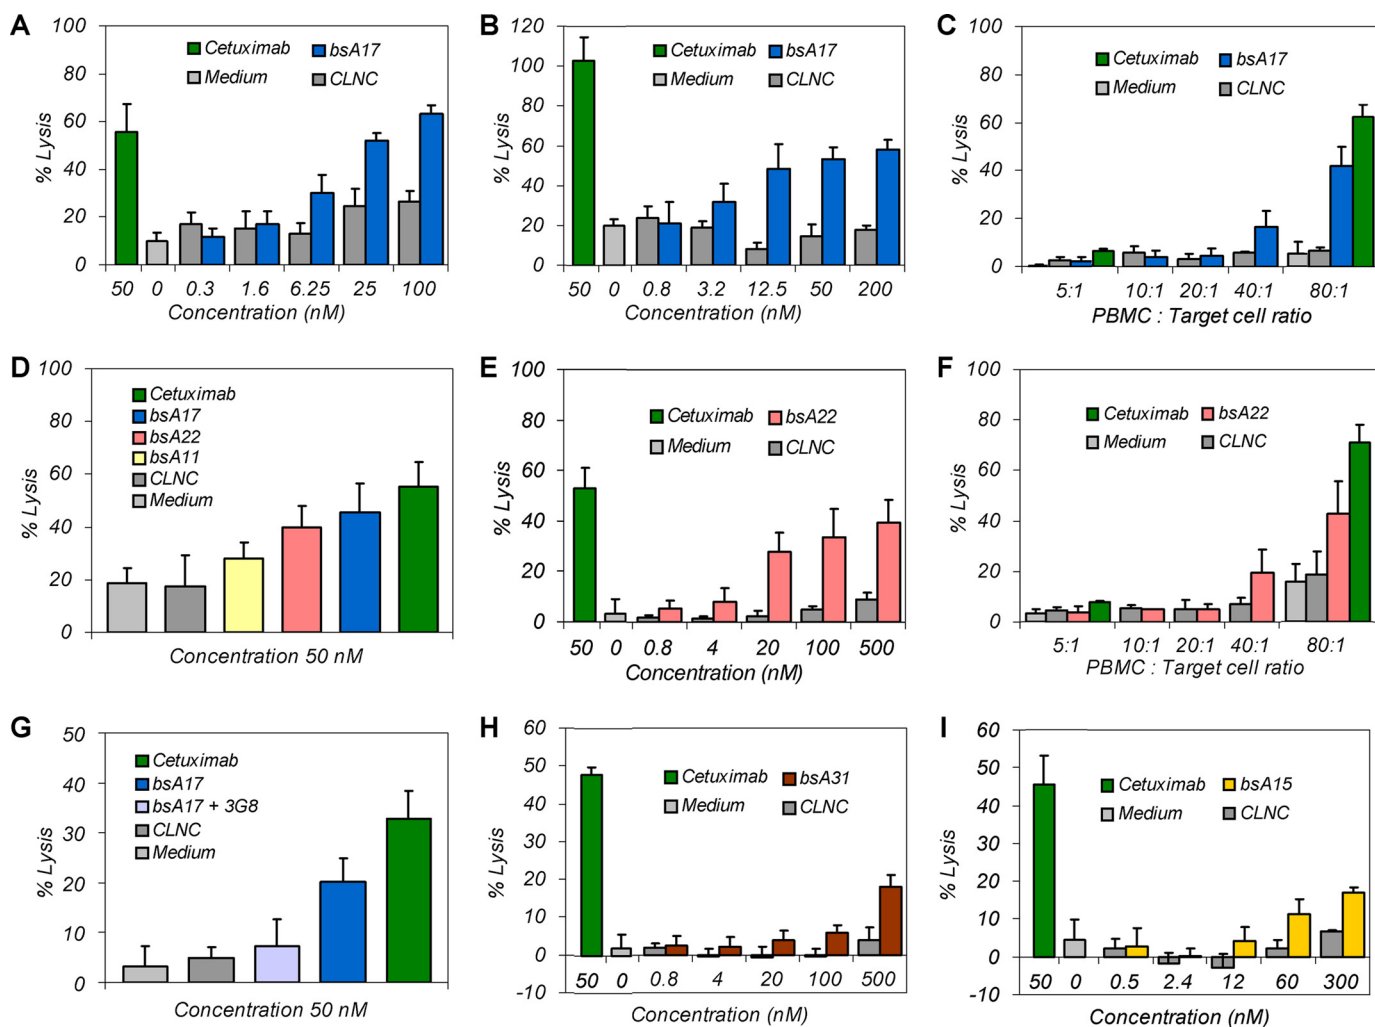 A
% Lysis
100
80
60
40
20
0
Cetuximab
bsA17
Medium
CLNC
50 0 0.3 1.6 6.25 25 100
Concentration (nM)
B
% Lysis
120
100
80
60
40
20
0
Cetuximab
bsA17
Medium
CLNC
50 0 0.8 3.2 12.5 50 200
Concentration (nM)
C
% Lysis
100
80
60
40
20
0
Cetuximab
bsA17
Medium
CLNC
5:1 10:1 20:1 40:1 80:1
PBMC : Target cell ratio
D
% Lysis
100
80
60
40
20
0
Cetuximab
bsA17
bsA22
bsA11
CLNC
Medium
Concentration 50 nM
E
% Lysis
100
80
60
40
20
0
Cetuximab
bsA22
Medium
CLNC
50 0 0.8 4 20 100 500
Concentration (nM)
F
% Lysis
100
80
60
40
20
0
Cetuximab
bsA22
Medium
CLNC
5:1 10:1 20:1 40:1 80:1
PBMC : Target cell ratio
G
% Lysis
50
40
30
20
10
0
Cetuximab
bsA17
bsA17 + 3G8
CLNC
Medium
Concentration 50 nM
H
% Lysis
60
50
40
30
20
10
0
-10
Cetuximab
bsA31
Medium
CLNC
50 0 0.8 4 20 100 500
Concentration (nM)
I
% Lysis
60
50
40
30
20
10
0
-10
Cetuximab
bsA15
Medium
CLNC
50 0 0.5 2.4 12 60 300
Concentration (nM)